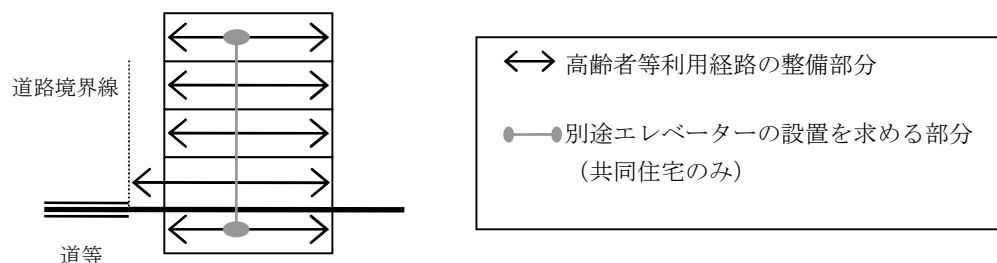 道路境界線
道等
高齢者等利用経路の整備部分
別途エレベーターの設置を求める部分
（共同住宅のみ）